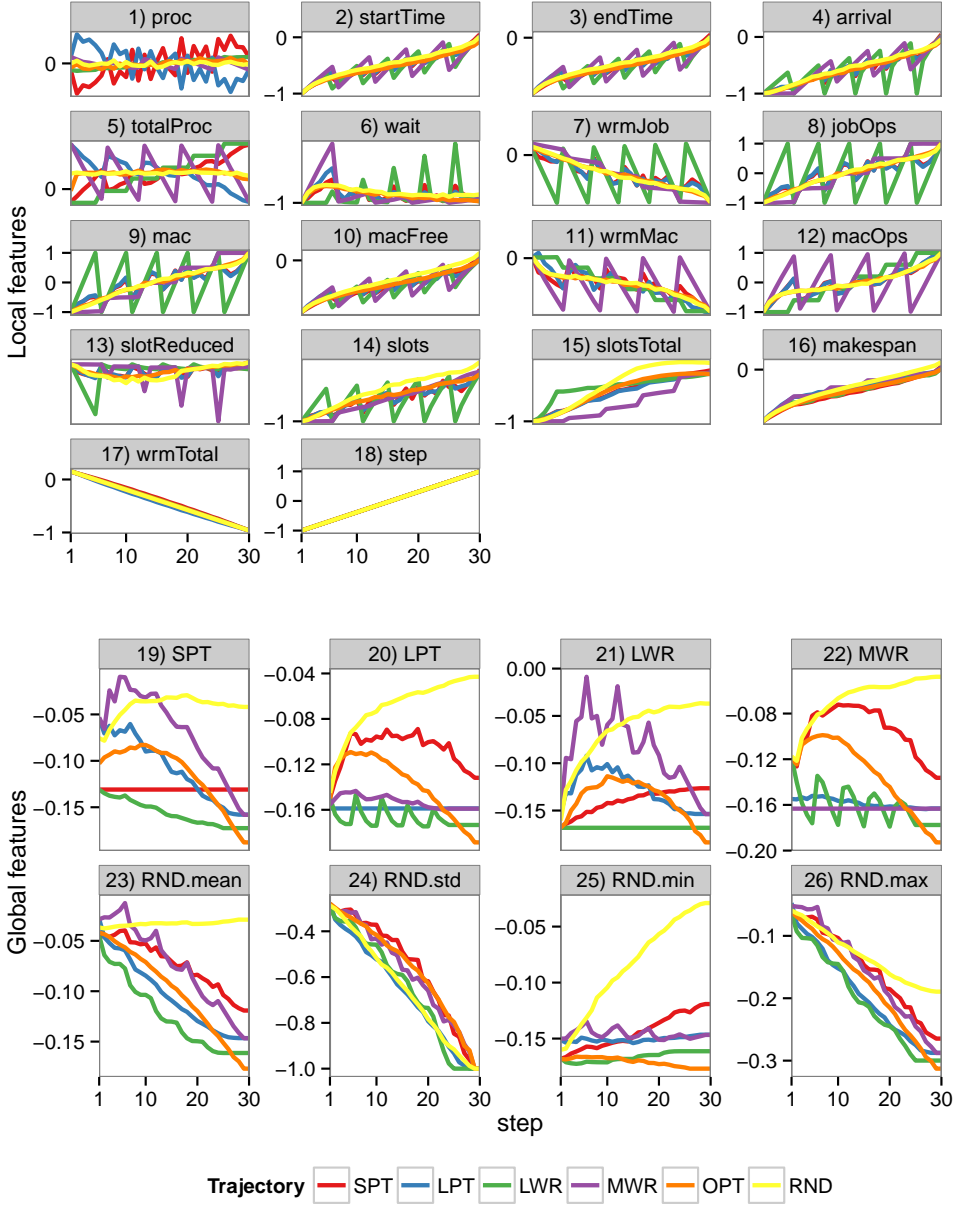 1) proc
2) startTime
3) endTime
4) arrival
0
0
−1
0
−1
0
−1
5) totalProc
6) wait
7) wrmJob
8) jobOps
0
−1
0
1
0
−1
9) mac
10) macFree
11) wrmMac
12) macOps
1
0
−1
0
0
1
0
−1
13) slotReduced
14) slots
15) slotsTotal
16) makespan
−1
−1
0
17) wrmTotal
18) step
0
−1
1
0
−1
1 10 20 30
1 10 20 30
Local features
19) SPT
20) LPT
21) LWR
22) MWR
−0.05
−0.10
−0.15
−0.04
−0.08
−0.12
−0.16
0.00
−0.05
−0.10
−0.15
−0.08
−0.12
−0.16
−0.20
23) RND.mean
24) RND.std
25) RND.min
26) RND.max
−0.05
−0.10
−0.15
−0.4
−0.6
−0.8
−1.0
−0.05
−0.10
−0.15
−0.1
−0.2
−0.3
1 10 20 30
1 10 20 30
1 10 20 30
1 10 20 30
Global features
step
Trajectory SPT LPT LWR MWR OPT RND